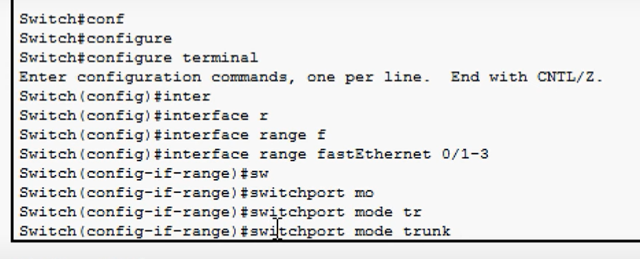 Switch#conf
Switch#configure
Switch#configure terminal
Enter configuration commands, one per line.  End with CNTL/Z.
Switch(config)#inter
Switch(config)#interface r
Switch(config)#interface range f
Switch(config)#interface range fastEthernet 0/1-3
Switch(config-if-range)#sw
Switch(config-if-range)#switchport mo
Switch(config-if-range)#switchport mode tr
Switch(config-if-range)#switchport mode trunk